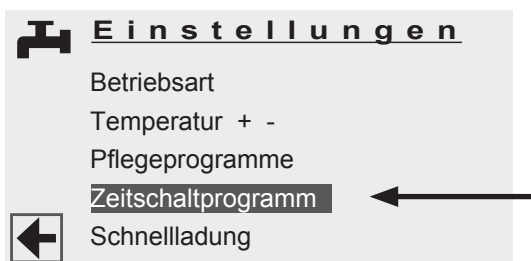 Einstellungen
Betriebsart
Temperatur + -
Pflegeprogramme
Zeitschaltprogramm
Schnellladung